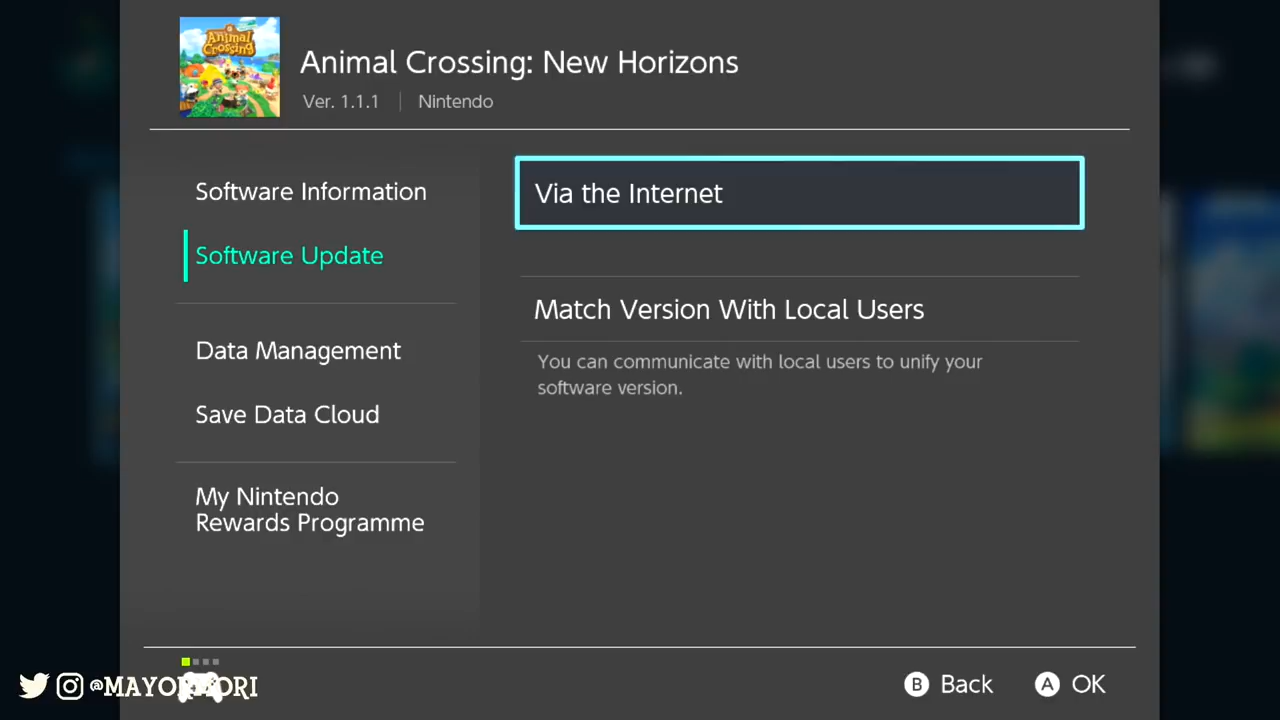 ANIMAL CROSSING
Animal Crossing: New Horizons
Ver. 1.1.1 | Nintendo
Software Information
Software Update
Data Management
Save Data Cloud
My Nintendo
Rewards Programme
Via the Internet
Match Version With Local Users
You can communicate with local users to unify your
software version.
B Back
A OK